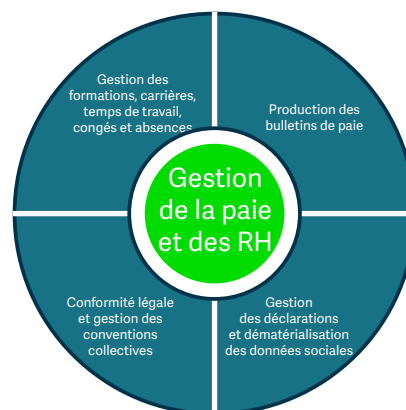 Gestion des
formations, carrières,
temps de travail,
congés et absences
Production des
bulletins de paie
Gestion
de la paie
et des RH
Conformité légale
et gestion des
conventions
collectives
Gestion
des déclarations
et dématérialisation
des données sociales